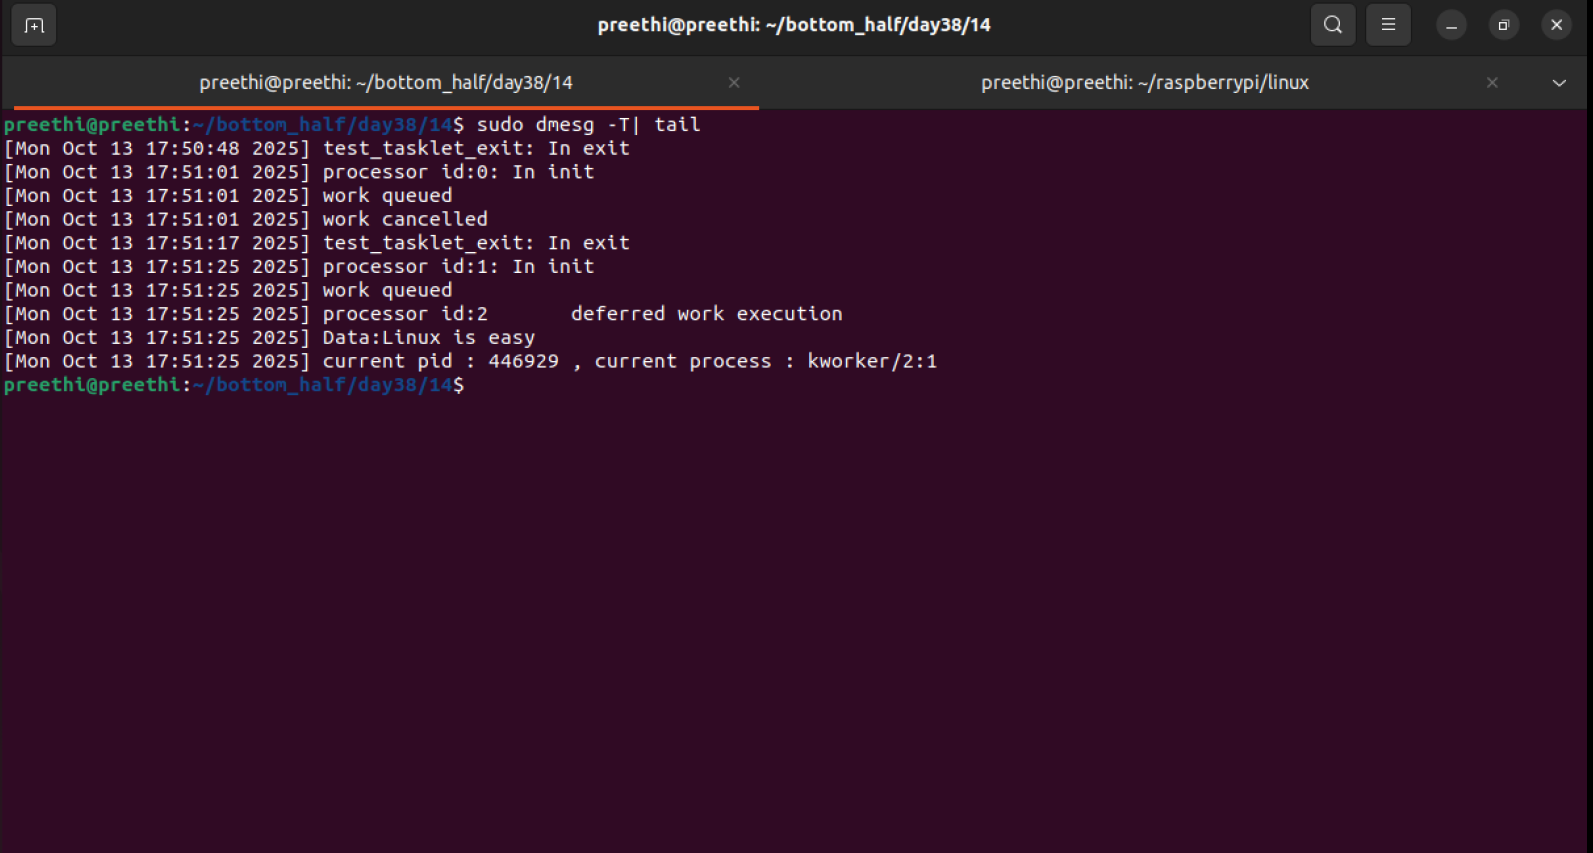 preethi@preethi: ~/bottom_half/day38/14
preethi@preethi: ~/bottom_half/day38/14
preethi@preethi: ~/raspberrypi/linux
preethi@preethi:~/bottom_half/day38/14$ sudo dmesg -T| tail
[Mon Oct 13 17:50:48 2025] test_tasklet_exit: In exit
[Mon Oct 13 17:51:01 2025] processor id:0: In init
[Mon Oct 13 17:51:01 2025] work queued
[Mon Oct 13 17:51:01 2025] work cancelled
[Mon Oct 13 17:51:17 2025] test_tasklet_exit: In exit
[Mon Oct 13 17:51:25 2025] processor id:1: In init
[Mon Oct 13 17:51:25 2025] work queued
[Mon Oct 13 17:51:25 2025] processor id:2       deferred work execution
[Mon Oct 13 17:51:25 2025] Data:Linux is easy
[Mon Oct 13 17:51:25 2025] current pid : 446929 , current process : kworker/2:1
preethi@preethi:~/bottom_half/day38/14$